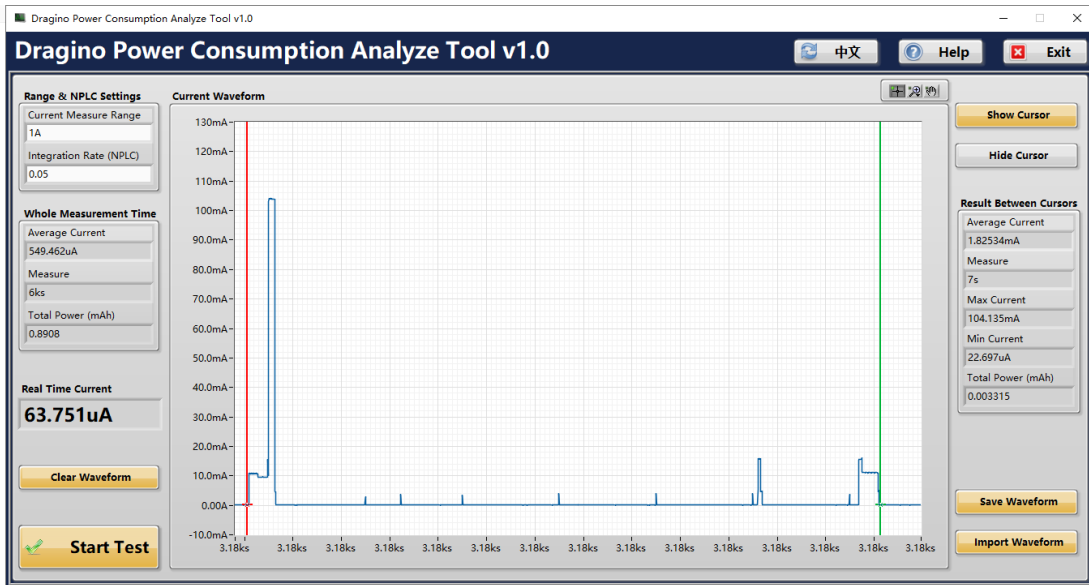 Dragino Power Consumption Analyze Tool v1.0
Dragino Power Consumption Analyze Tool v1.0
中文
Help
Exit
Range & NPLC Settings
Current Measure Range
1A
Integration Rate (NPLC)
0.05
Whole Measurement Time
Average Current
549.462uA
Measure
6ks
Total Power (mAh)
0.8908
Real Time Current
63.751uA
Clear Waveform
Start Test
Current Waveform
130mA
120mA
110mA
100mA
90.0mA
80.0mA
70.0mA
60.0mA
50.0mA
40.0mA
30.0mA
20.0mA
10.0mA
0.00A
-10.0mA
3.18ks 3.18ks 3.18ks 3.18ks 3.18ks 3.18ks 3.18ks 3.18ks 3.18ks 3.18ks 3.18ks 3.18ks 3.18ks 3.18ks 3.18ks
Show Cursor
Hide Cursor
Result Between Cursors
Average Current
1.82534mA
Measure
7s
Max Current
104.135mA
Min Current
22.697uA
Total Power (mAh)
0.003315
Save Waveform
Import Waveform